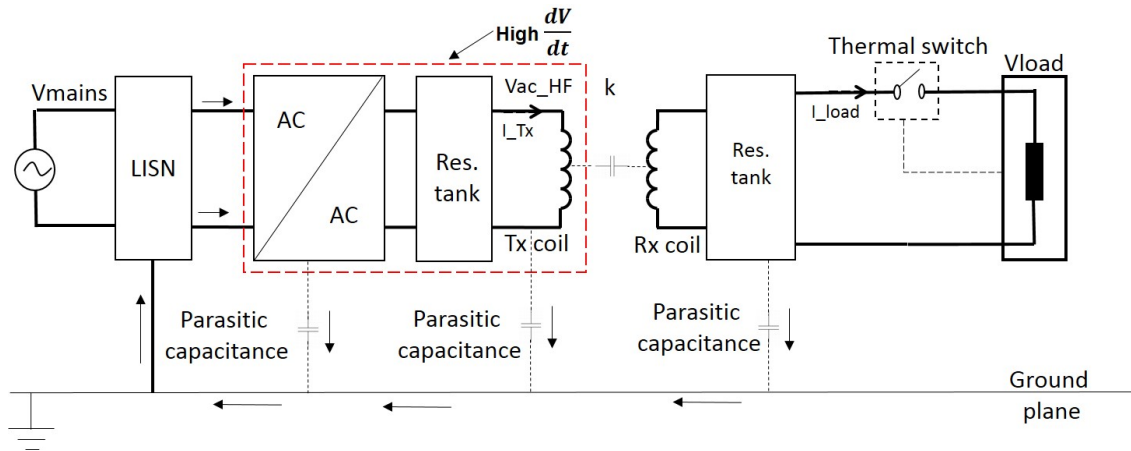 High dV/dt
Thermal switch
Vmains
Vac_HF
k
Vload
I_Tx
I_load
AC
LISN
Res.
tank
Res.
tank
AC
Tx coil
Rx coil
Parasitic
capacitance
Parasitic
capacitance
Parasitic
capacitance
Ground
plane